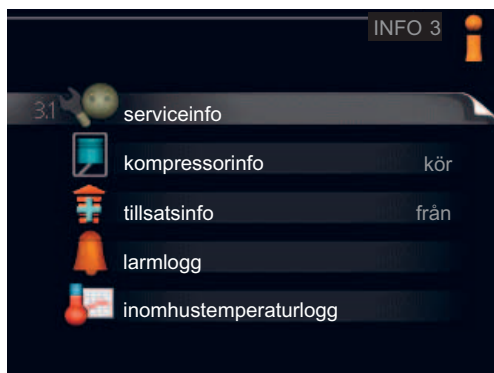 INFO 3
3.1 serviceinfo
kompressorinfo kör
tillsatsinfo från
larmlogg
inomhustemperaturlogg